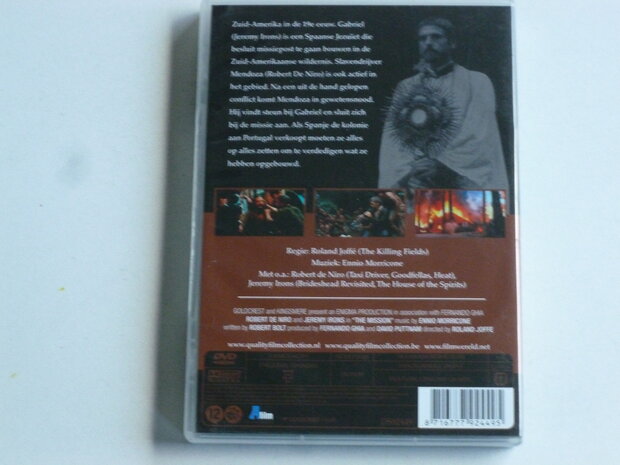 Zuid-Amerika in de 19e eeuw. Gabriel
(Jeremy Irons) is een Spaanse Jezuïet die
besluit missiepost te gaan bouwen in de
Zuid-Amerikaanse wildernis. Slavendrijver
Mendoza (Robert De Niro) is ook actief in
het gebied. Na een uit de hand gelopen
conflict komt Mendoza in gewetensnood.
Hij vindt steun bij Gabriel en sluit zich
bij de missie aan. Als Spanje de kolonie
aan Portugal verkoopt moeten ze alles
op alles zetten om te verdedigen wat ze
hebben opgebouwd.
Regie: Roland Joffé (The Killing Fields)
Muziek: Ennio Morricone
Met o.a.: Robert de Niro (Taxi Driver, Goodfellas, Heat),
Jeremy Irons (Brideshead Revisited, The House of the Spirits)
GOLDCREST and KINGSMERE present an ENIGMA PRODUCTION in association with FERNANDO GHIA
ROBERT DE NIRO and JEREMY IRONS in "THE MISSION" music by ENNIO MORRICONE
written by ROBERT BOLT produced by FERNANDO GHIA and DAVID PUTTNAM directed by ROLAND JOFFE
www.qualityfilmcollection.nl www.qualityfilmcollection.be www.filmwereld.net
DVD
12
A film
8 716777 924495